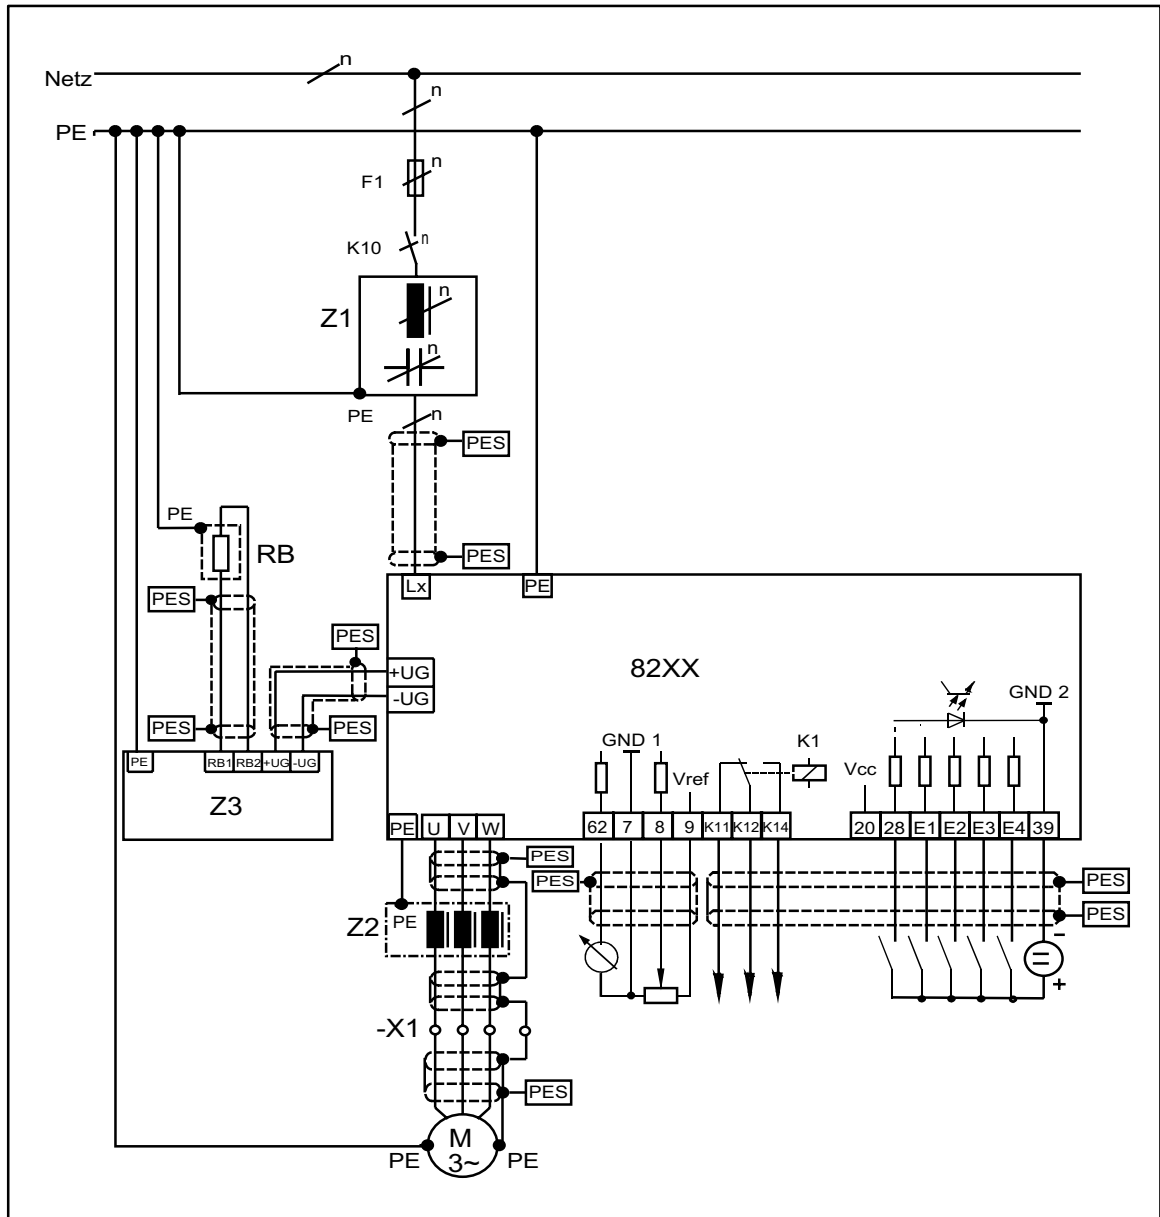 Netz
n
n
PE
F1
n
K10
n
Z1
n
n
PE
n
PES
PE
RB
PES
PES
Lx
PE
PES
PES
+UG
-UG
82XX
GND 2
PES
PES
GND 1
K1
Vcc
Vref
PE
RB1
RB2
+UG
-UG
Z3
PE
U
V
W
62
7
8
9
K11
K12
K14
20
28
E1
E2
E3
E4
39
PES
PES
PES
PES
Z2
PE
-
=
+
-X1
PES
M
3~
PE
PE